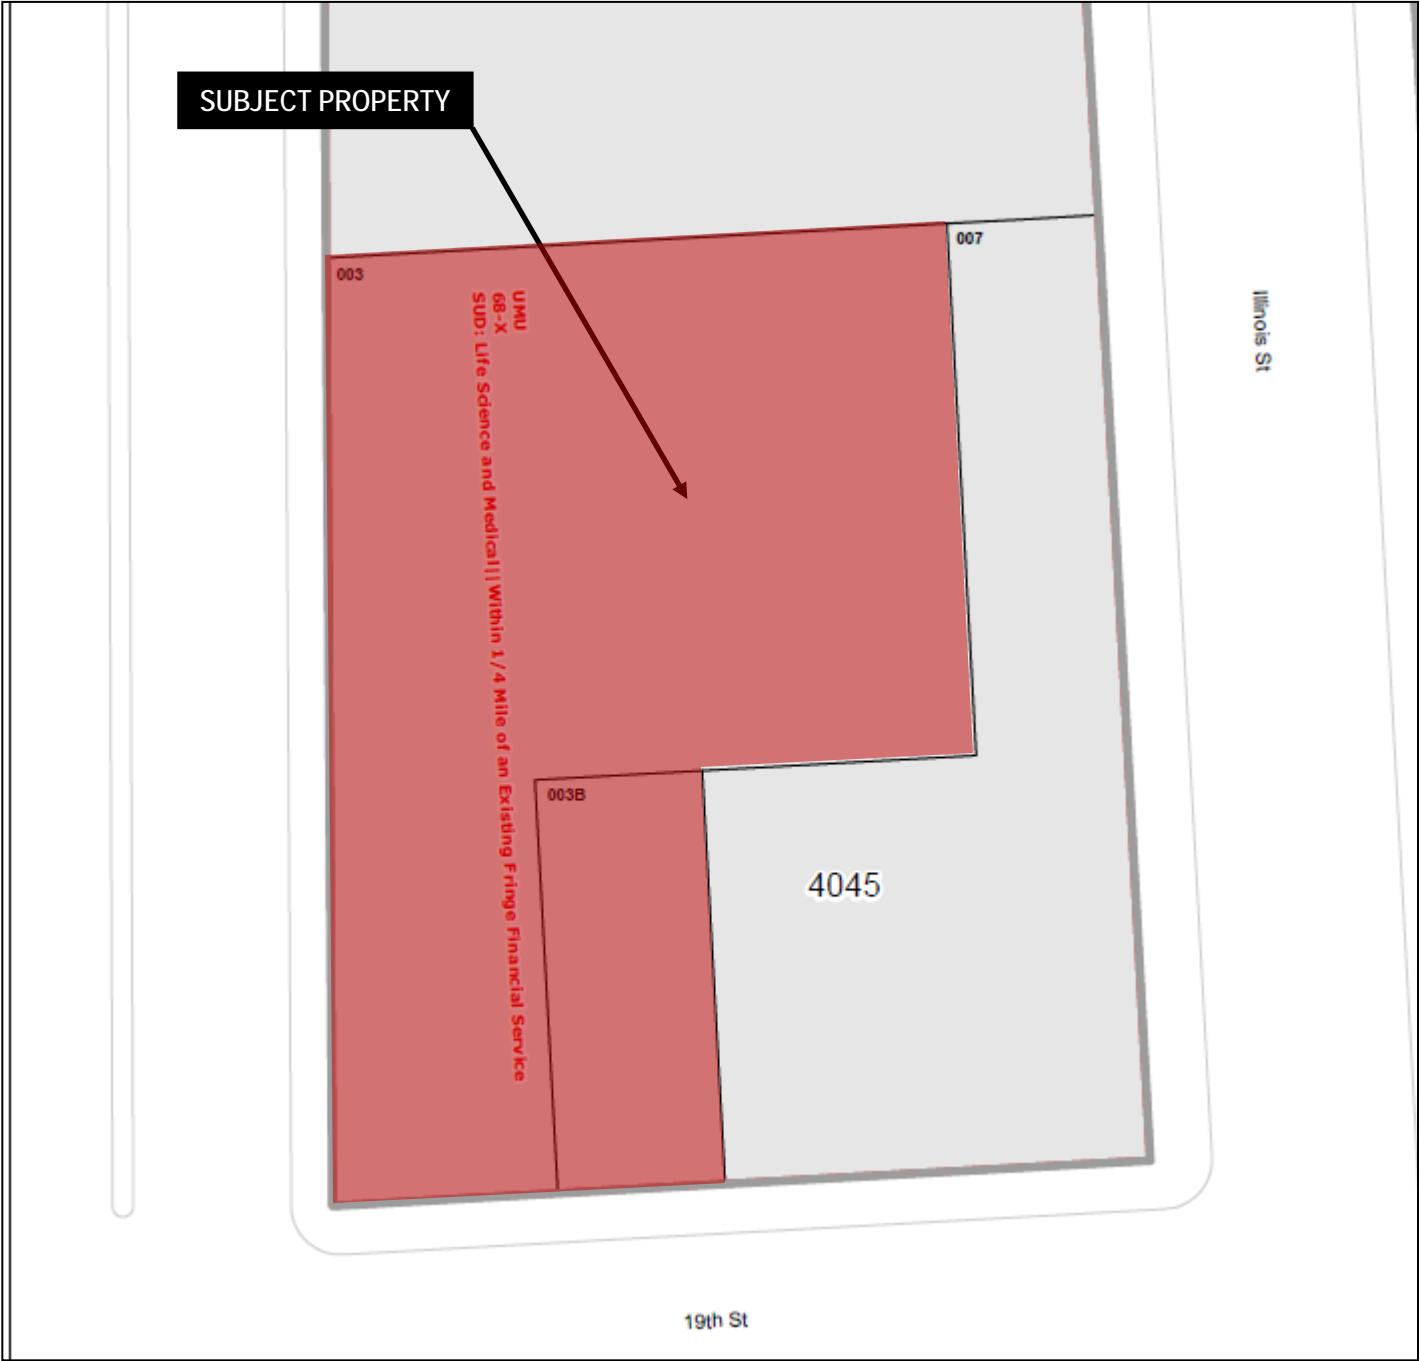 SUBJECT PROPERTY
007
003
UMU
68-X
SUD: Life Science and Medical||Within 1/4 Mile of an Existing Fringe Financial Service
Illinois St
003B
4045
19th St